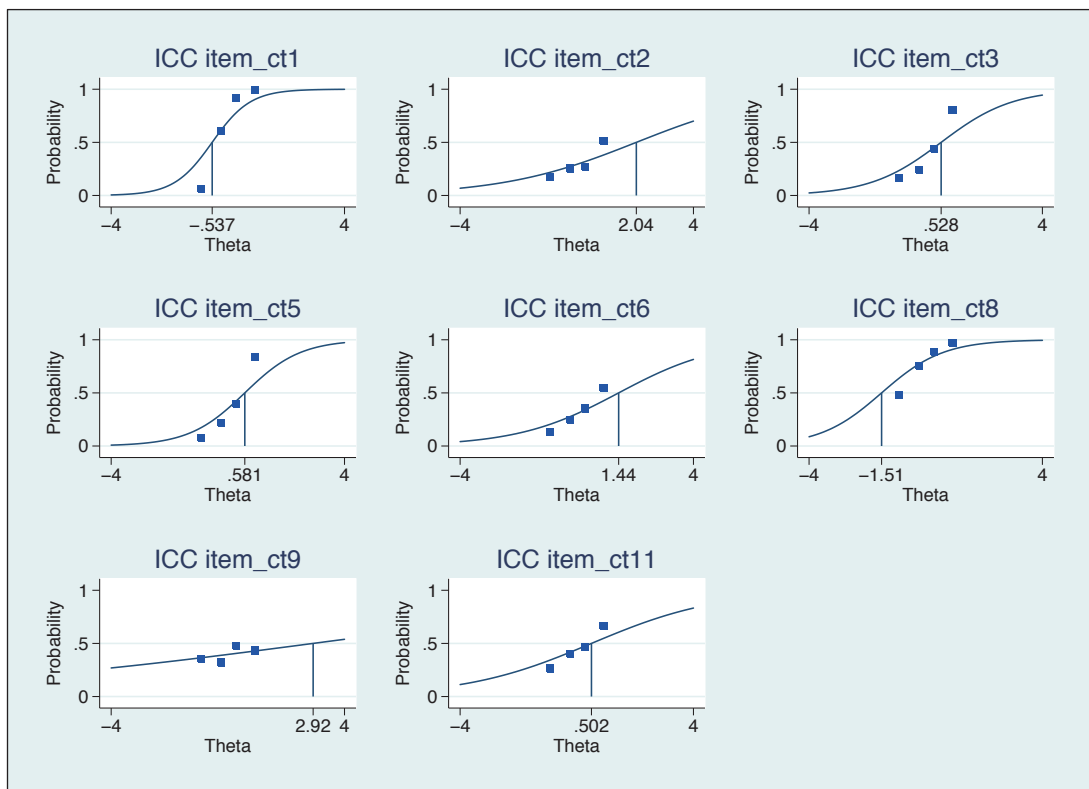 ICC item_ct1
Probability
1
.5
0
−4
−.537
4
Theta
ICC item_ct2
Probability
1
.5
0
−4
2.04
4
Theta
ICC item_ct3
Probability
1
.5
0
−4
.528
4
Theta
ICC item_ct5
Probability
1
.5
0
−4
.581
4
Theta
ICC item_ct6
Probability
1
.5
0
−4
1.44
4
Theta
ICC item_ct8
Probability
1
.5
0
−4
−1.51
4
Theta
ICC item_ct9
Probability
1
.5
0
−4
2.92
4
Theta
ICC item_ct11
Probability
1
.5
0
−4
.502
4
Theta